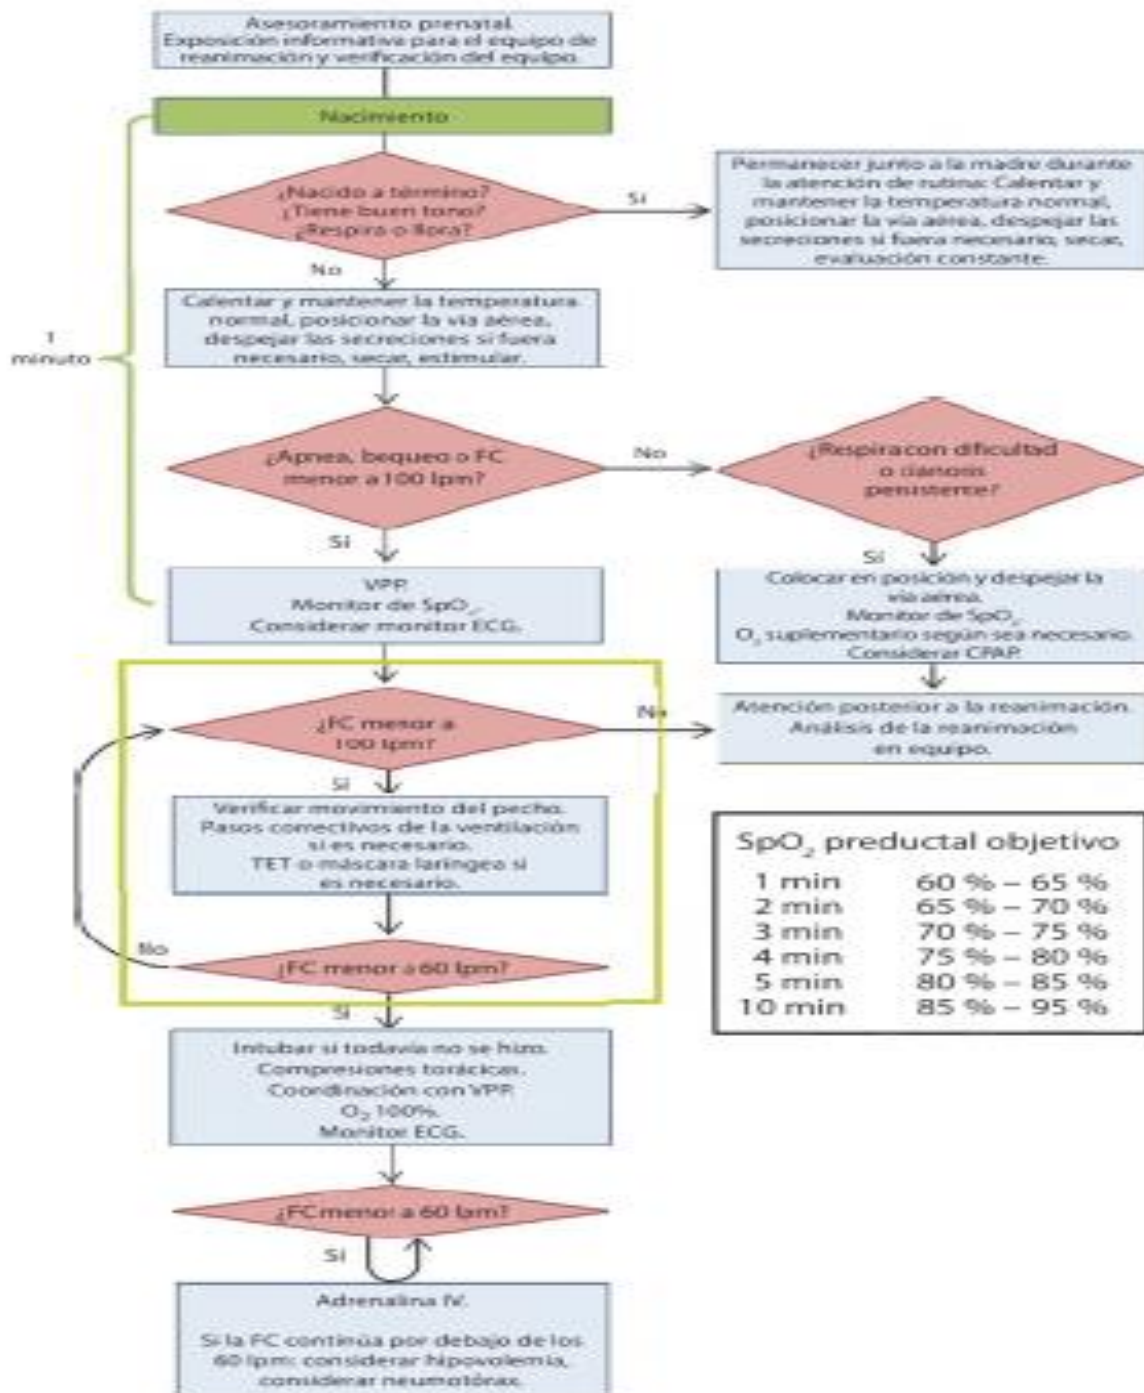 Asesoramiento prenatal.
Exposición informativa para el equipo de
reanimación y verificación del equipo.
Nacimiento
1
minuto
¿Nacido a término?
¿Tiene buen tono?
¿Respira o llora?
Sí
Permanecer junto a la madre durante
la atención de rutina: Calentar y
mantener la temperatura normal,
posicionar la vía aérea, despejar las
secreciones si fuera necesario, secar,
evaluación constante.
No
Calentar y mantener la temperatura
normal, posicionar la vía aérea,
despejar las secreciones si fuera
necesario, secar, estimular.
¿Apnea, boqueo o FC
menor a 100 lpm?
No
¿Respiracon dificultad
o cianosis
persistente?
Sí
VPP.
Monitor de SpO₂.
Considerar monitor ECG.
Sí
Colocar en posición y despejar la
vía aérea.
Monitor de SpO₂.
O₂ suplementario según sea necesario.
Considerar CPAP.
¿FC menor a
100 lpm?
No
Atención posterior a la reanimación.
Análisis de la reanimación
en equipo.
Sí
Verificar movimiento del pecho.
Pasos correctivos de la ventilación
si es necesario.
TET o máscara laríngea si
es necesario.
No
¿FC menor a 60 lpm?
Sí
Intubar si todavía no se hizo.
Compresiones torácicas.
Coordinación con VPP.
O₂ 100%.
Monitor ECG.
¿FC menor a 60 lpm?
Sí
Adrenalina IV.
Si la FC continúa por debajo de los
60 lpm: considerar hipovolemia,
considerar neumotórax.
SpO₂ preductal objetivo
1 min 60 % – 65 %
2 min 65 % – 70 %
3 min 70 % – 75 %
4 min 75 % – 80 %
5 min 80 % – 85 %
10 min 85 % – 95 %